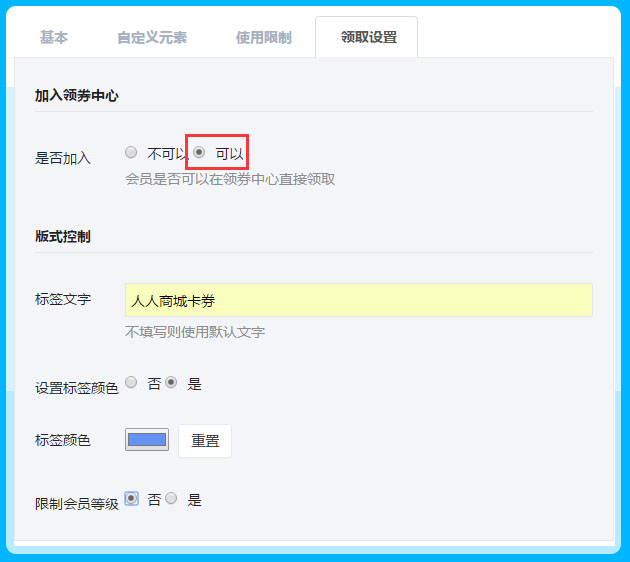 基本 自定义元素 使用限制 领取设置
加入领券中心
是否加入 不可以 可以
会员是否可以在领券中心直接领取
版式控制
标签文字 人人商城卡券
不填写则使用默认文字
设置标签颜色 否 是
标签颜色 重置
限制会员等级 否 是